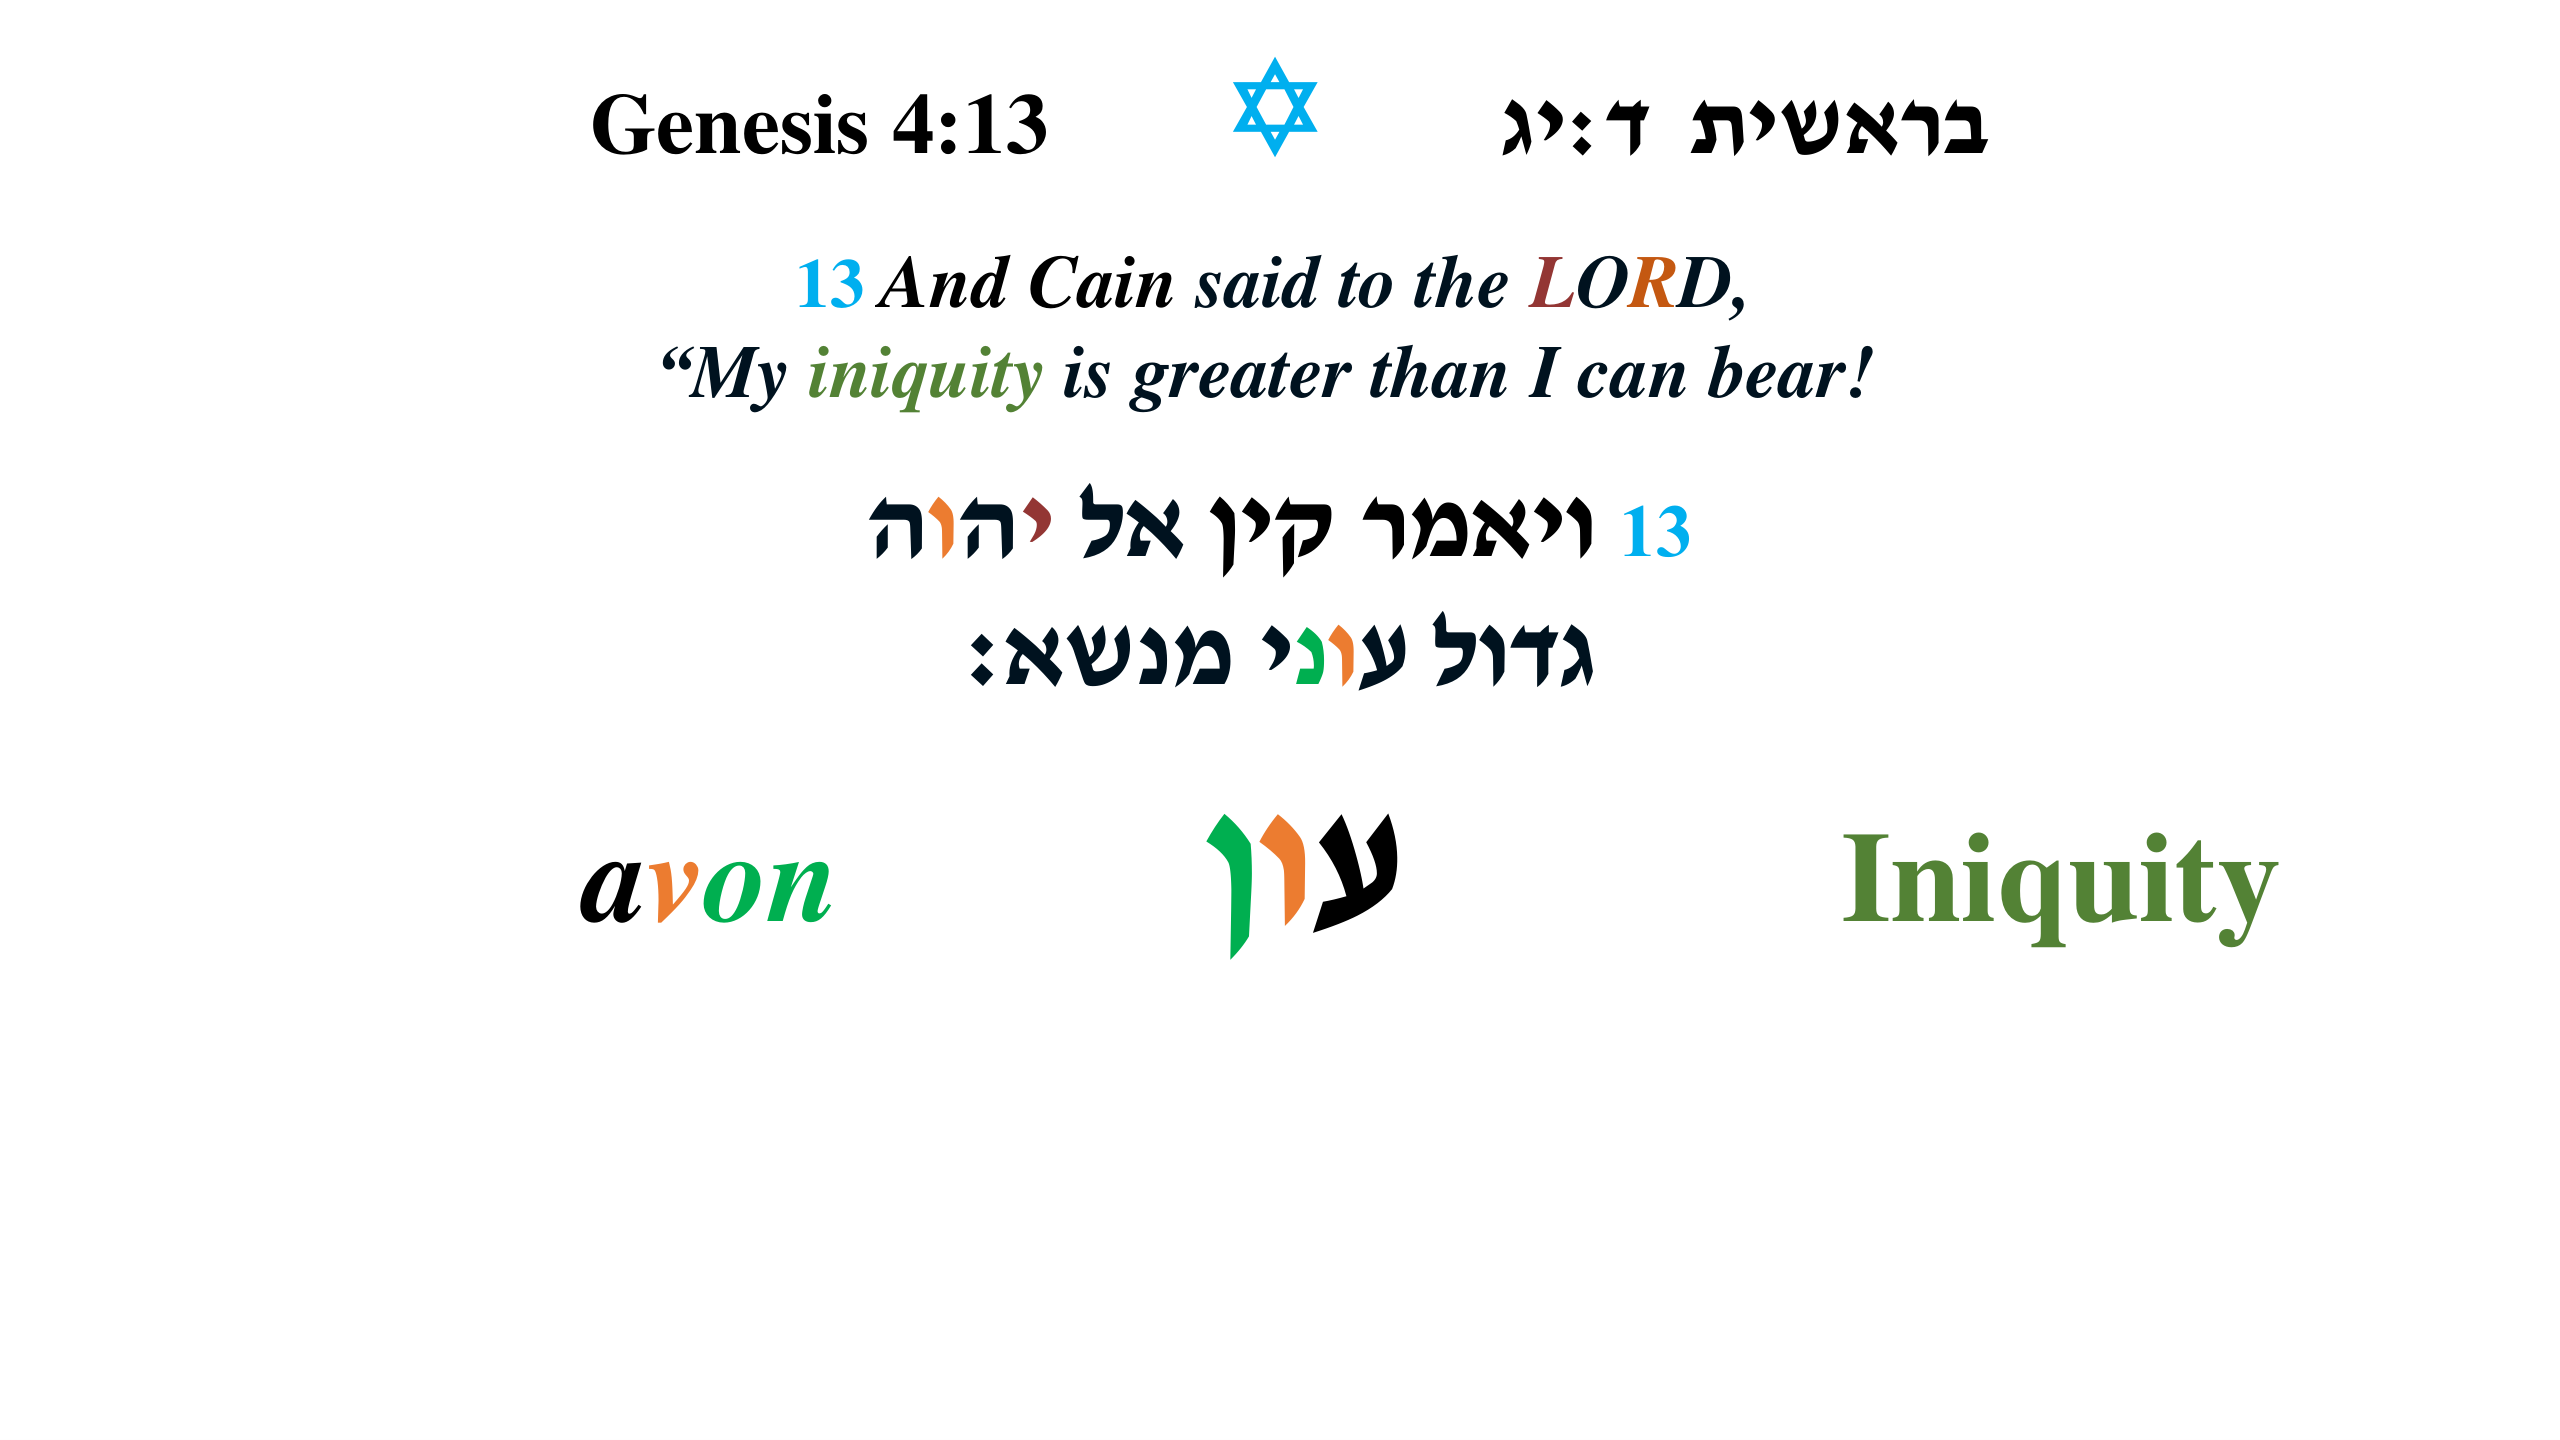 Genesis 4:13 ✡ בראשית ד:יג
13 And Cain said to the LORD,
“My iniquity is greater than I can bear!
13 ויאמר קין אל יהוה
גדול עוני מנשא:
avon עון Iniquity